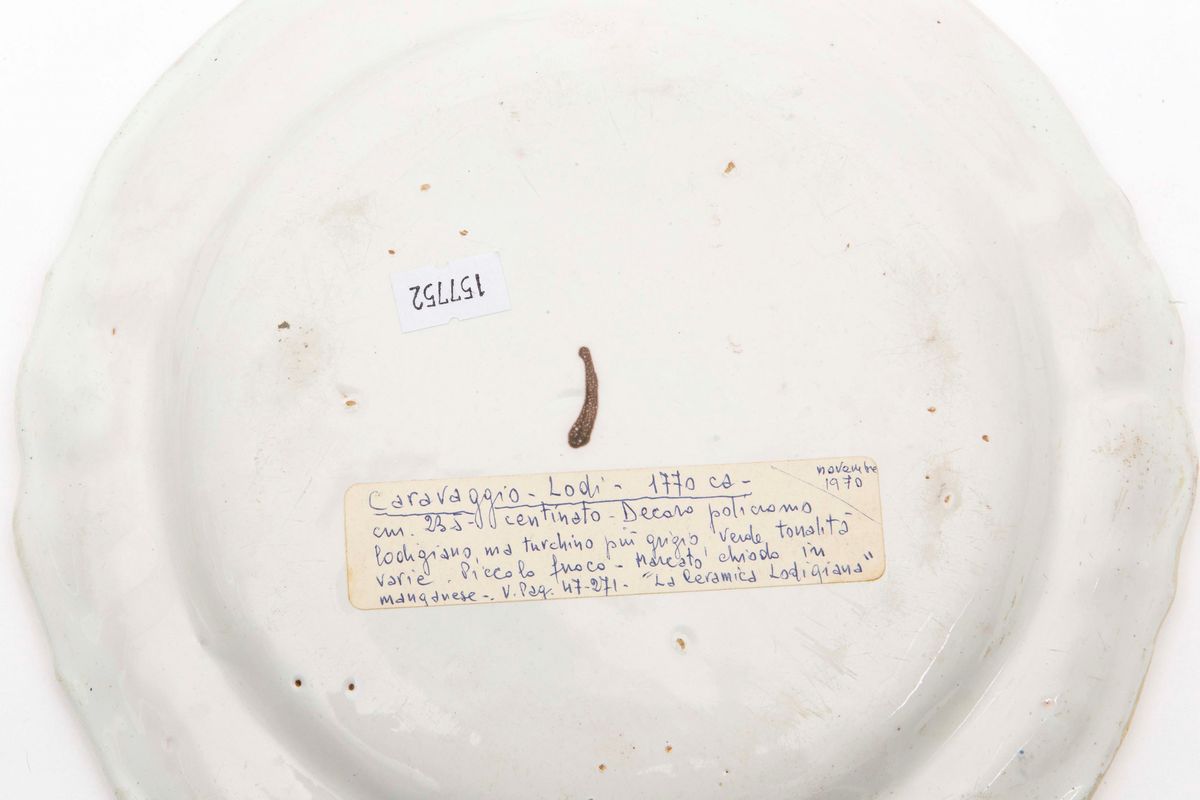 157752
novembre
1970
Caravaggio - Lodi - 1770 ca -
cm. 23,5 - centinato - Decoro policromo
lodigiano, ma turchino più grigio, verde, tonalità
varie. Piccolo fuoco - Marcato chiodo in
manganese -. V. Pag. 47-271 - "La Ceramica Lodigiana"